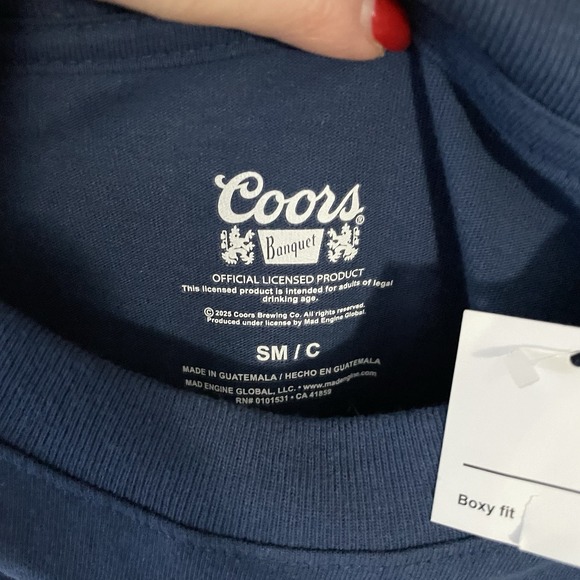 Coors®
Banquet
OFFICIAL LICENSED PRODUCT
This licensed product is intended for adults of legal
drinking age.
© 2025 Coors Brewing Co. All rights reserved.
Produced under license by Mad Engine Global.
SM / C
MADE IN GUATEMALA / HECHO EN GUATEMALA
MAD ENGINE GLOBAL, LLC. • www.madengine.com
RN# 0101531 • CA 41859
Boxy fit